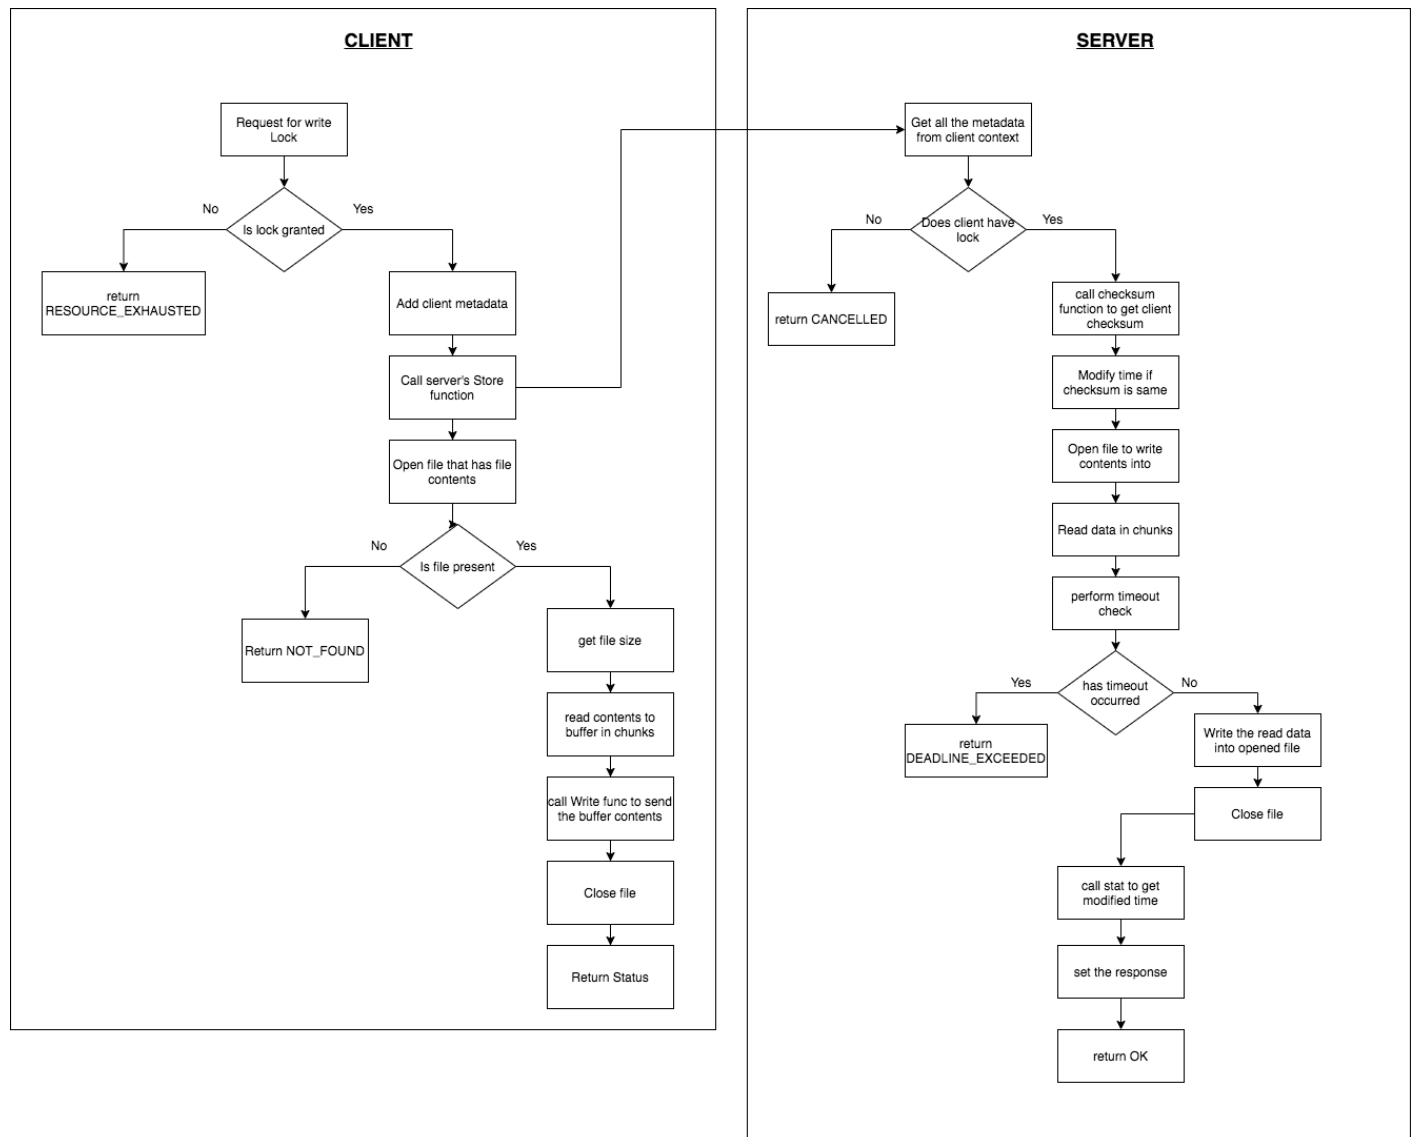 CLIENT
Request for write
Lock
No
Yes
Is lock granted
return
RESOURCE_EXHAUSTED
Add client metadata
Call server's Store
function
Open file that has file
contents
No
Yes
Is file present
Return NOT_FOUND
get file size
read contents to
buffer in chunks
call Write func to send
the buffer contents
Close file
Return Status
SERVER
Get all the metadata
from client context
No
Yes
Does client have
lock
return CANCELLED
call checksum
function to get client
checksum
Modify time if
checksum is same
Open file to write
contents into
Read data in chunks
perform timeout
check
Yes
No
has timeout
occurred
return
DEADLINE_EXCEEDED
Write the read data
into opened file
Close file
call stat to get
modified time
set the response
return OK